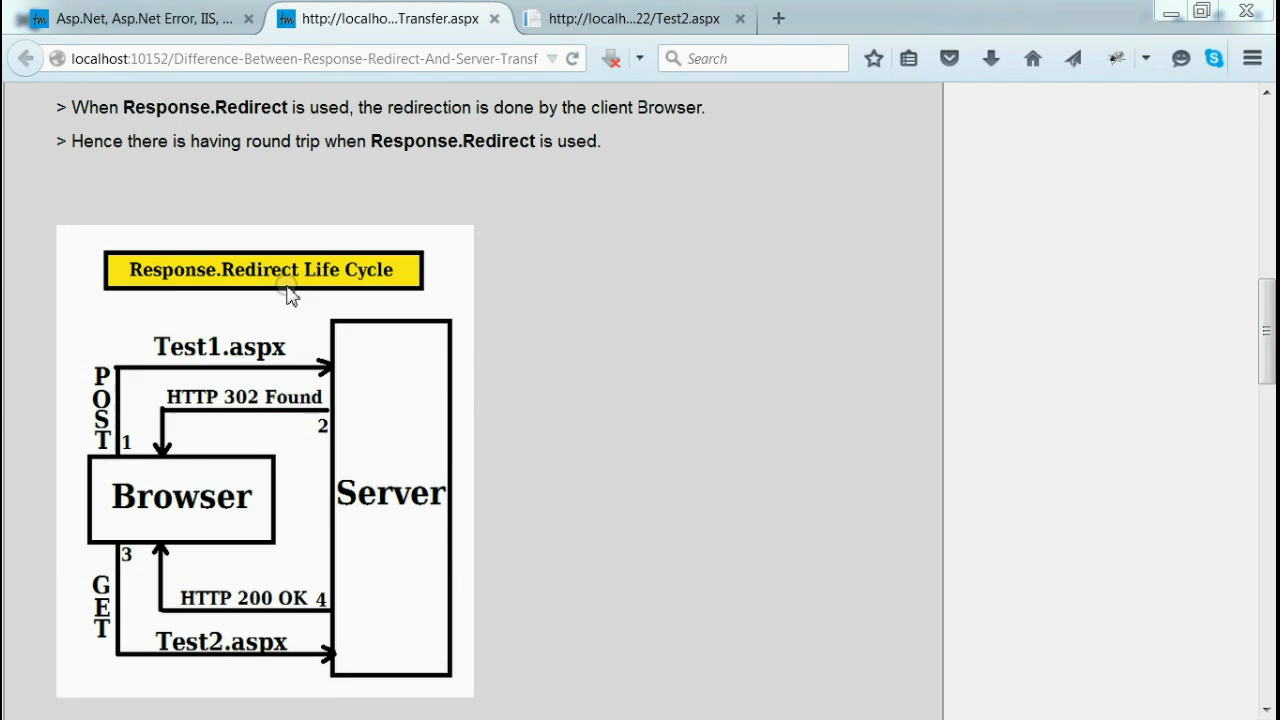 Asp.Net, Asp.Net Error, IIS, ...
http://localho...Transfer.aspx
http://localh...22/Test2.aspx
localhost:10152/Difference-Between-Response-Redirect-And-Server-Transf
Search
> When Response.Redirect is used, the redirection is done by the client Browser.
> Hence there is having round trip when Response.Redirect is used.
Response.Redirect Life Cycle
Test1.aspx
POST
HTTP 302 Found
2
1
Browser
Server
3
GET
HTTP 200 OK 4
Test2.aspx